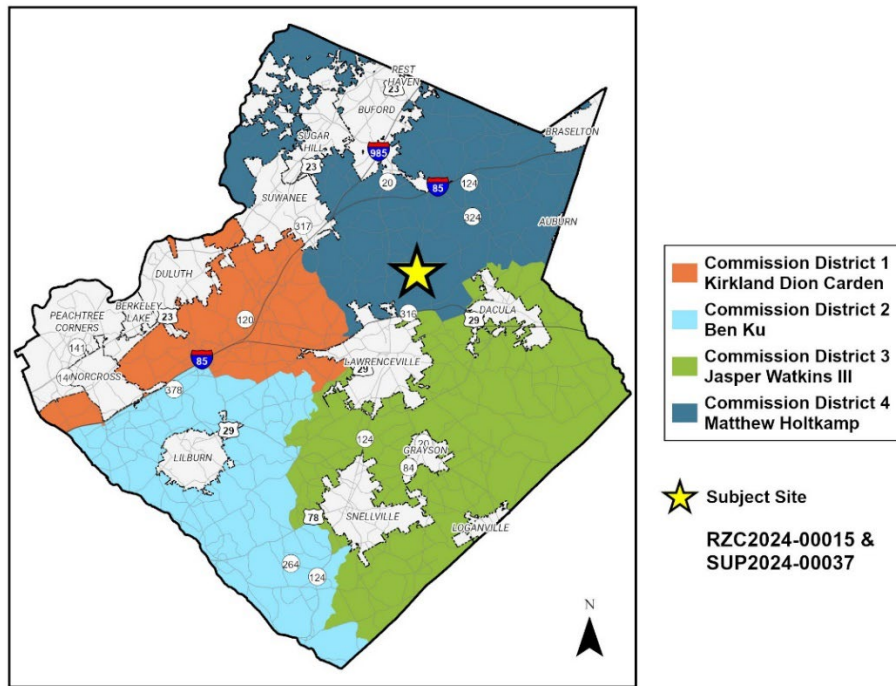 REST
HAVEN
23
BUFORD
BRASELTON
SUGAR
HILL
23
985
20
85
124
SUWANEE
324
AUBURN
317
DULUTH
BERKELEY
LAKE
23
PEACHTREE
CORNERS
141
120
316
29
DACULA
85
LAWRENCEVILLE
29
14
NORCROSS
378
29
LILBURN
124
20
GRAYSON
84
78
SNELLVILLE
LOGANVILLE
264
124
N
Commission District 1
Kirkland Dion Carden
Commission District 2
Ben Ku
Commission District 3
Jasper Watkins III
Commission District 4
Matthew Holtkamp
Subject Site
RZC2024-00015 &
SUP2024-00037